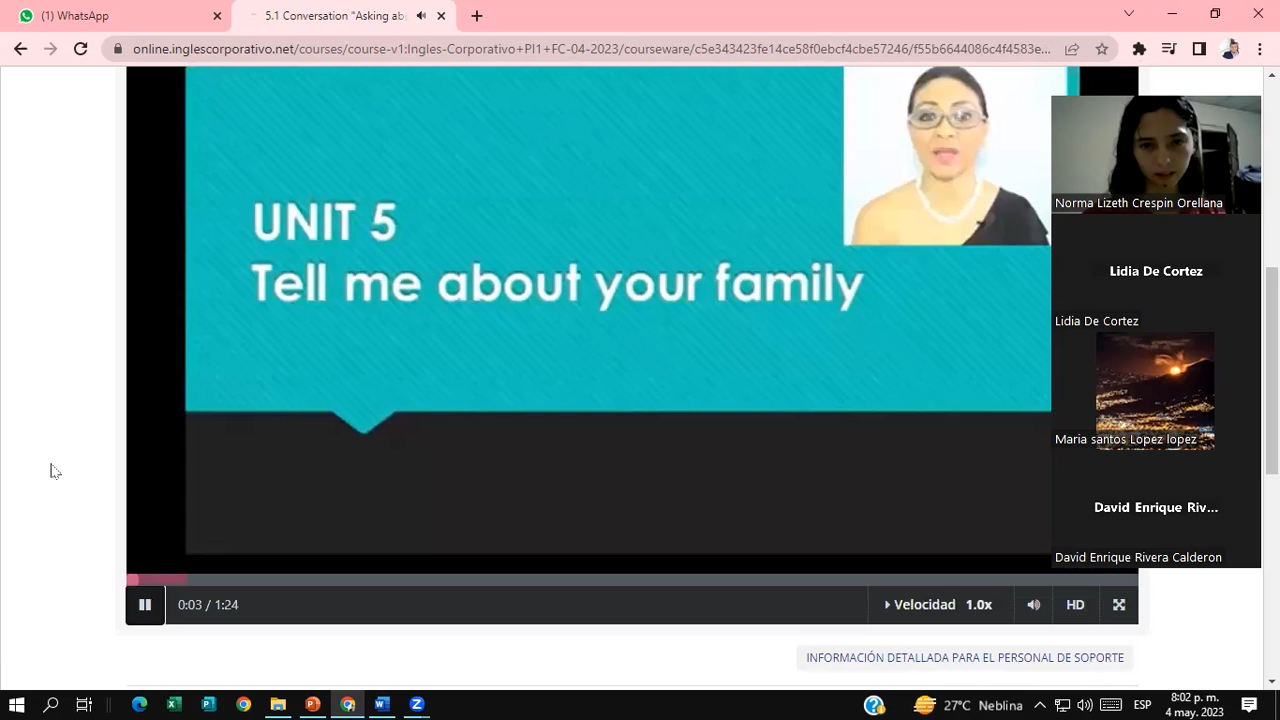 (1) WhatsApp
5.1 Conversation "Asking ab
online.inglescorporativo.net/courses/course-v1:Ingles-Corporativo+PI1+FC-04-2023/courseware/c5e343423fe14ce58f0ebcf4cbe57246/f55b6644086c4f4583e...
UNIT 5
Tell me about your family
Norma Lizeth Crespin Orellana
Lidia De Cortez
Lidia De Cortez
Maria santos Lopez lopez
David Enrique Riv...
David Enrique Rivera Calderon
0:03 / 1:24
Velocidad 1.0x
HD
INFORMACIÓN DETALLADA PARA EL PERSONAL DE SOPORTE
27°C Neblina
ESP
8:02 p. m.
4 may. 2023